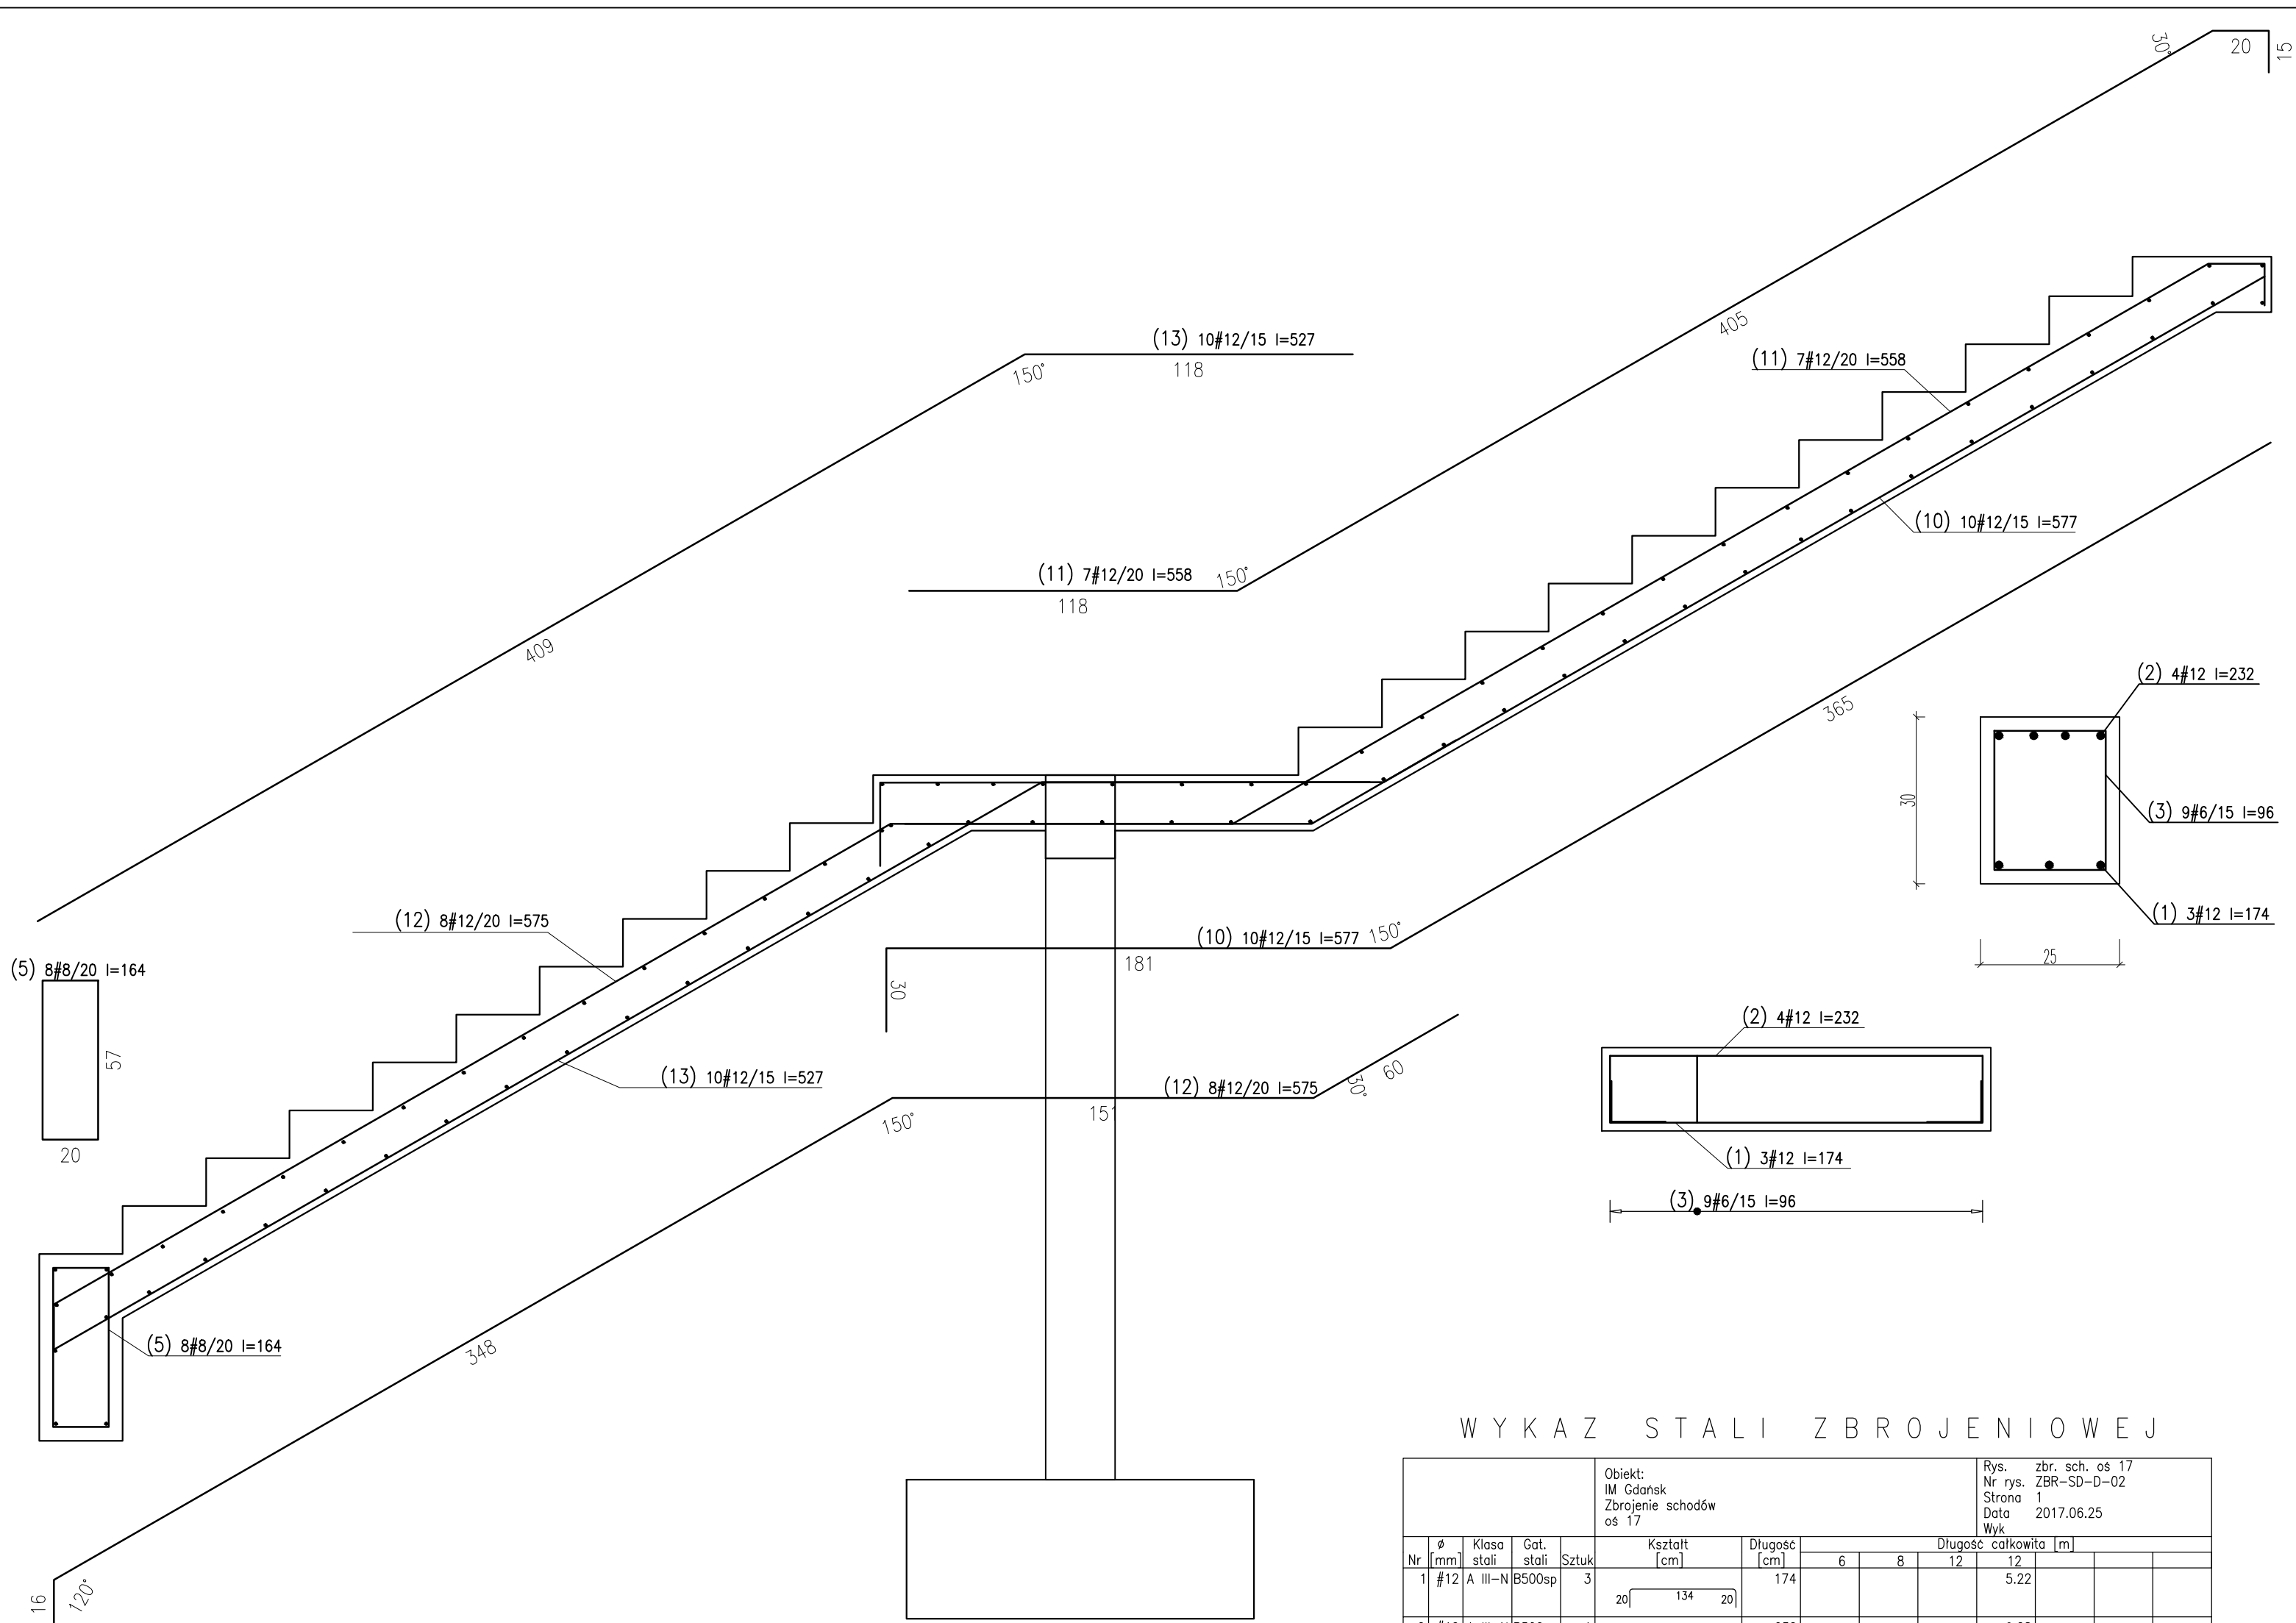 30°
20
15
(13) 10#12/15 l=527
118
150°
405
(11) 7#12/20 l=558
(11) 7#12/20 l=558
150°
118
409
(10) 10#12/15 l=577
365
(2) 4#12 l=232
30
(3) 9#6/15 l=96
(1) 3#12 l=174
25
(12) 8#12/20 l=575
(10) 10#12/15 l=577
150°
181
30
(5) 8#8/20 l=164
57
20
(13) 10#12/15 l=527
(12) 8#12/20 l=575
30°
60
150°
151
(2) 4#12 l=232
(1) 3#12 l=174
(3) 9#6/15 l=96
(5) 8#8/20 l=164
348
16
120°
WYKAZ STALI ZBROJENIOWEJ
Obiekt:
IM Gdańsk
Zbrojenie schodów
oś 17
Rys. zbr. sch. oś 17
Nr rys. ZBR-SD-D-02
Strona 1
Data 2017.06.25
Wyk
Nr
ø [mm]
Klasa stali
Gat. stali
Sztuk
Kształt [cm]
Długość [cm]
Długość całkowita [m]
6 8 12 12
1 #12 A III-N B500sp 3 174 5.22
20 134 20